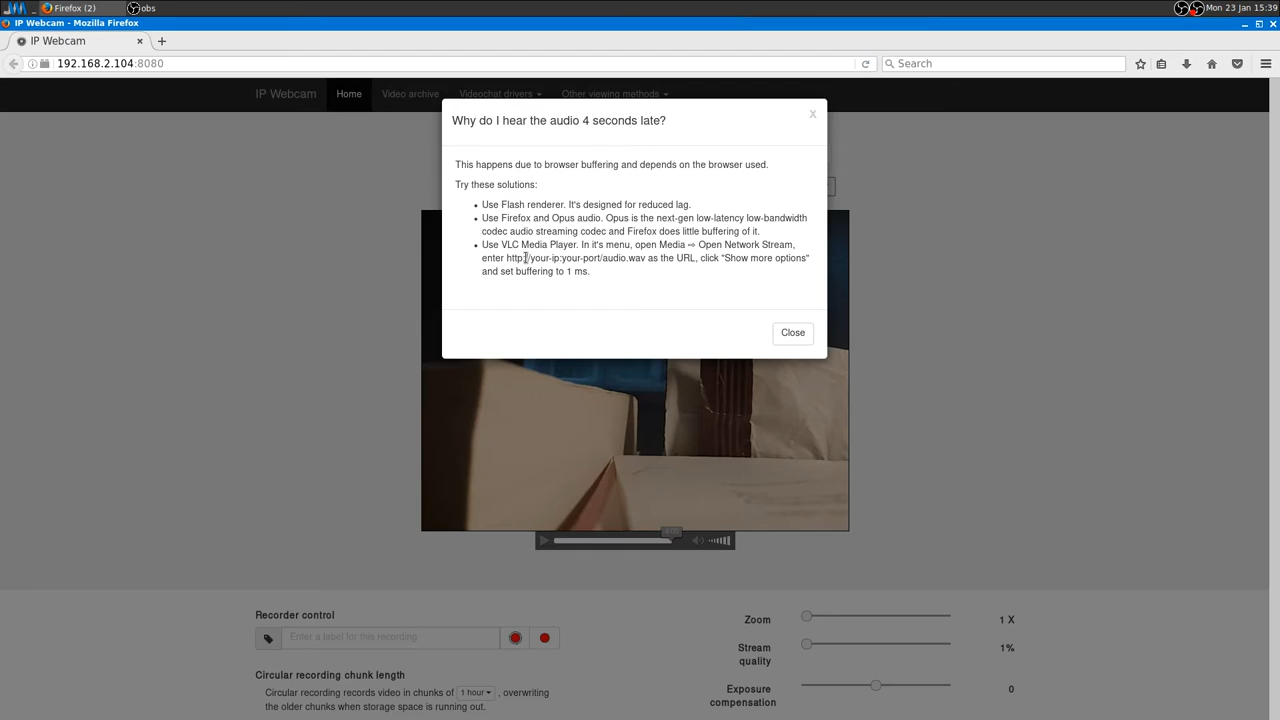 Firefox (2)
obs
Mon 23 Jan 15:39
IP Webcam - Mozilla Firefox
IP Webcam
192.168.2.104:8080
Search
IP Webcam
Home
Video archive
Videochat drivers
Other viewing methods
Why do I hear the audio 4 seconds late?
x
This happens due to browser buffering and depends on the browser used.
Try these solutions:
• Use Flash renderer. It's designed for reduced lag.
• Use Firefox and Opus audio. Opus is the next-gen low-latency low-bandwidth
codec audio streaming codec and Firefox does little buffering of it.
• Use VLC Media Player. In it's menu, open Media ⇨ Open Network Stream,
enter http://your-ip:your-port/audio.wav as the URL, click "Show more options"
and set buffering to 1 ms.
Close
Recorder control
Enter a label for this recording
Circular recording chunk length
Circular recording records video in chunks of 1 hour , overwriting
the older chunks when storage space is running out.
Zoom
1 X
Stream
quality
1%
Exposure
compensation
0